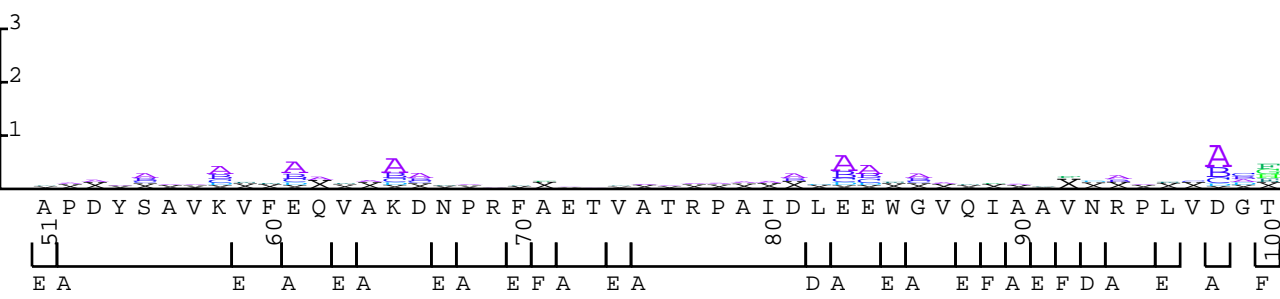 3
2
1
A P D Y S A V K V F E Q V A K D N P R F A E T V A T R P A I D L E E W G V Q I A A V N R P L V D G T
51 60 70 80 90 100
E A E A E A E A E F A E A D A E A E F A E F D A E A F